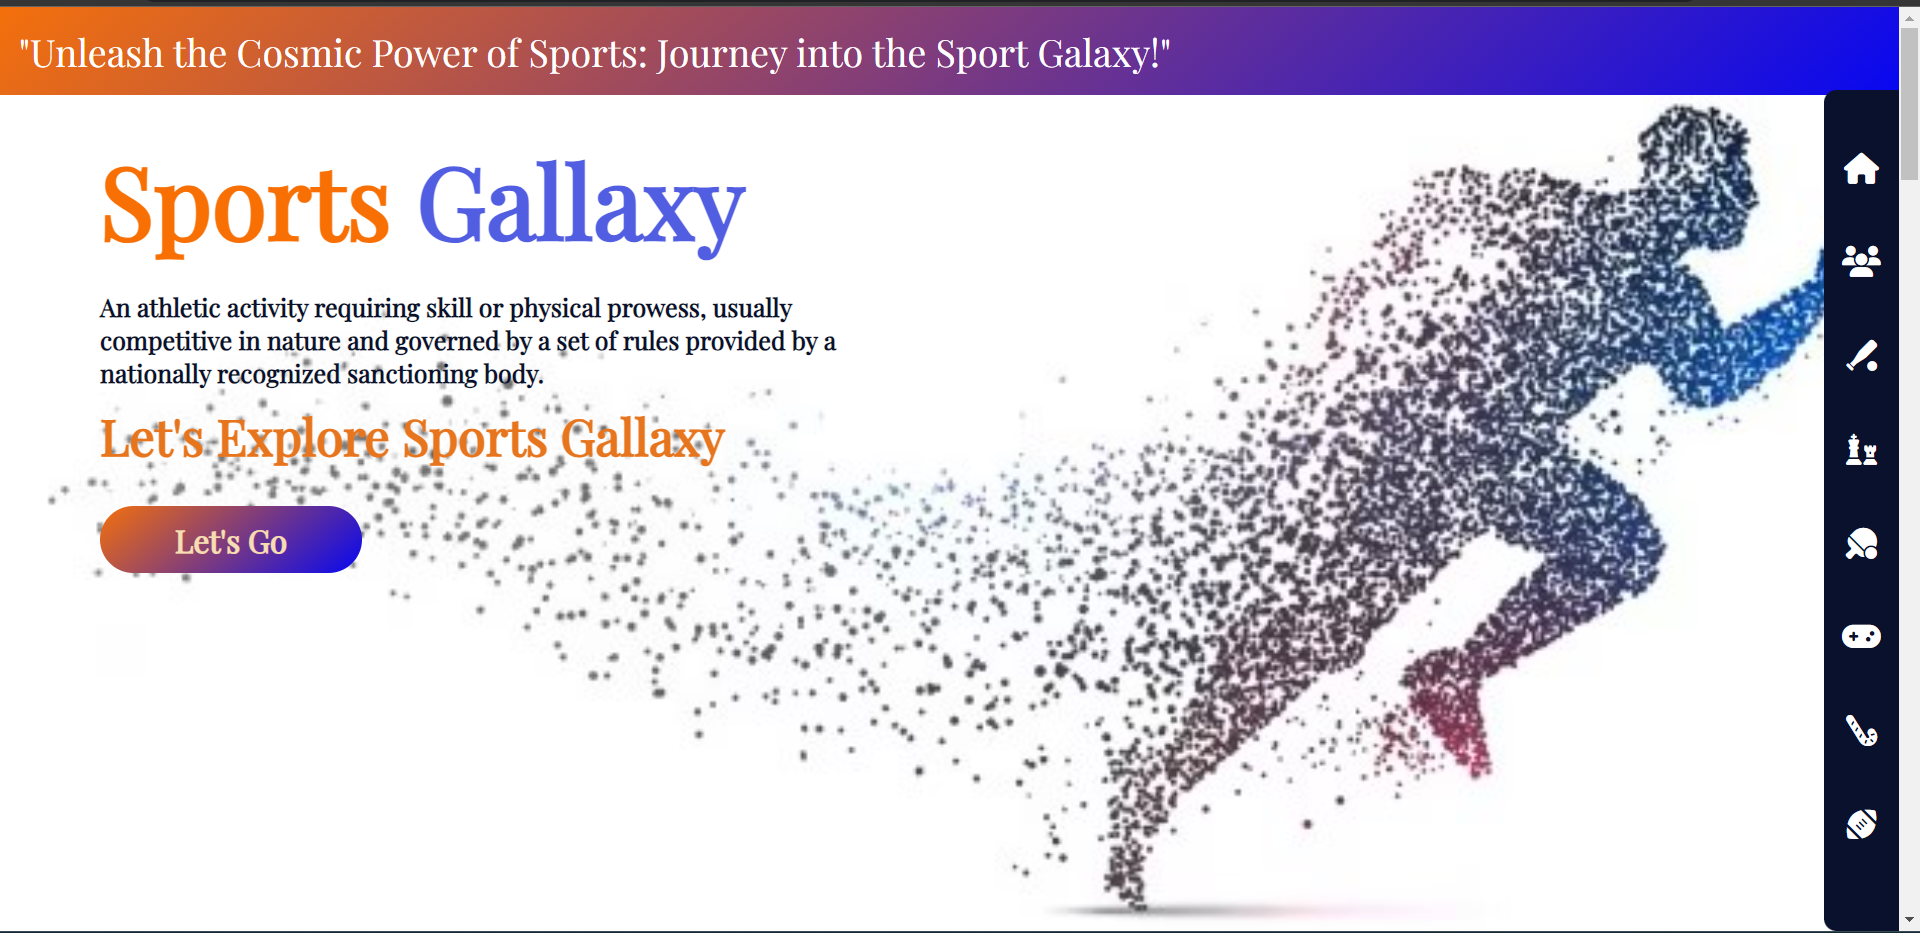 "Unleash the Cosmic Power of Sports: Journey into the Sport Galaxy!"
Sports Gallaxy
An athletic activity requiring skill or physical prowess, usually
competitive in nature and governed by a set of rules provided by a
nationally recognized sanctioning body.
Let's Explore Sports Gallaxy
Let's Go